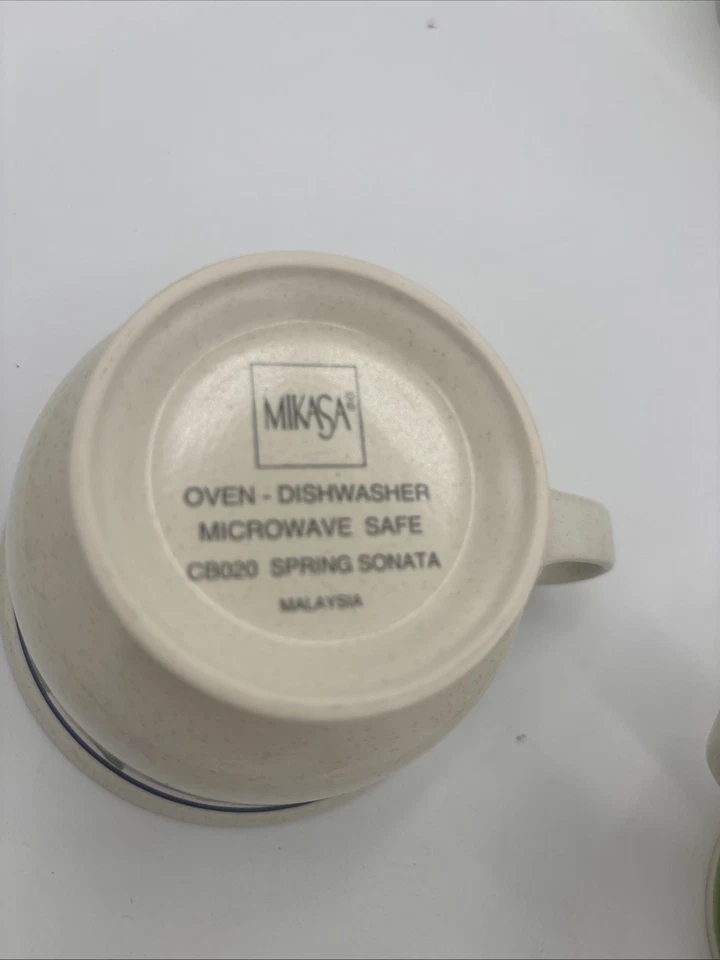 MIKASA®
OVEN - DISHWASHER
MICROWAVE SAFE
CB020 SPRING SONATA
MALAYSIA